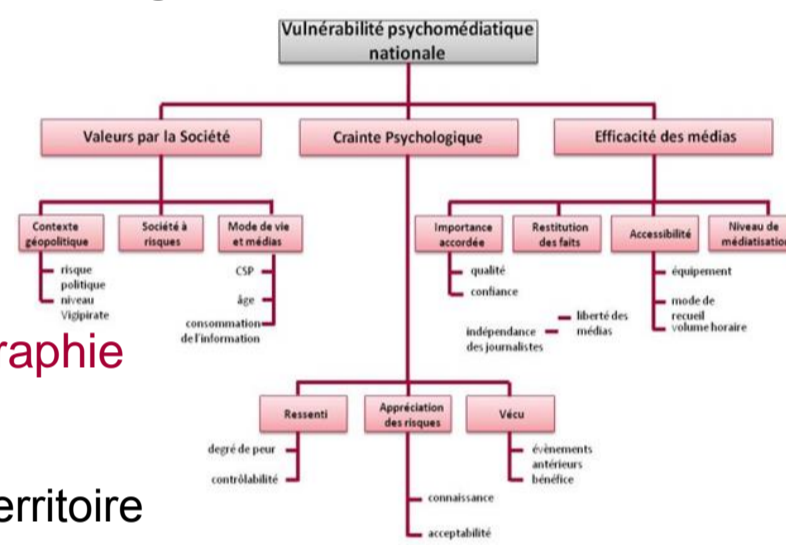 Vulnérabilité psychomédiatique
nationale
Valeurs par la Société
Crainte Psychologique
Efficacité des médias
Contexte
géopolitique
Société à
risques
Mode de vie
et médias
Importance
accordée
Restitution
des faits
Accessibilité
Niveau de
médiatisatio
risque
politique
niveau
Vigipirate
CSP
âge
consommation
de l'information
qualité
confiance
indépendance
des journalistes
liberté des
médias
équipement
mode de
recueil
volume horaire
raphie
Ressenti
Appréciation
des risques
Vécu
degré de peur
contrôlabilité
évènements
antérieurs
bénéfice
connaissance
acceptabilité
erritoire